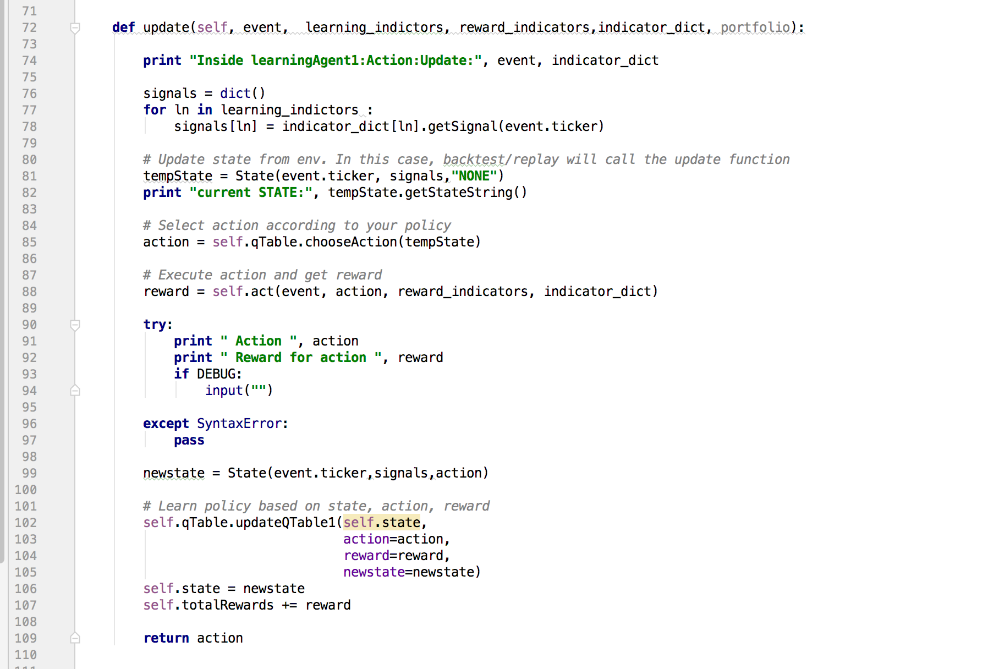 71
72 def update(self, event,  learning_indictors, reward_indicators,indicator_dict, portfolio):
73
74 print "Inside learningAgent1:Action:Update:", event, indicator_dict
75
76 signals = dict()
77 for ln in learning_indictors :
78 signals[ln] = indicator_dict[ln].getSignal(event.ticker)
79
80 # Update state from env. In this case, backtest/replay will call the update function
81 tempState = State(event.ticker, signals,"NONE")
82 print "current STATE:", tempState.getStateString()
83
84 # Select action according to your policy
85 action = self.qTable.chooseAction(tempState)
86
87 # Execute action and get reward
88 reward = self.act(event, action, reward_indicators, indicator_dict)
89
90 try:
91 print " Action ", action
92 print " Reward for action ", reward
93 if DEBUG:
94 input("")
95
96 except SyntaxError:
97 pass
98
99 newstate = State(event.ticker,signals,action)
100
101 # Learn policy based on state, action, reward
102 self.qTable.updateQTable1(self.state,
103 action=action,
104 reward=reward,
105 newstate=newstate)
106 self.state = newstate
107 self.totalRewards += reward
108
109 return action
110